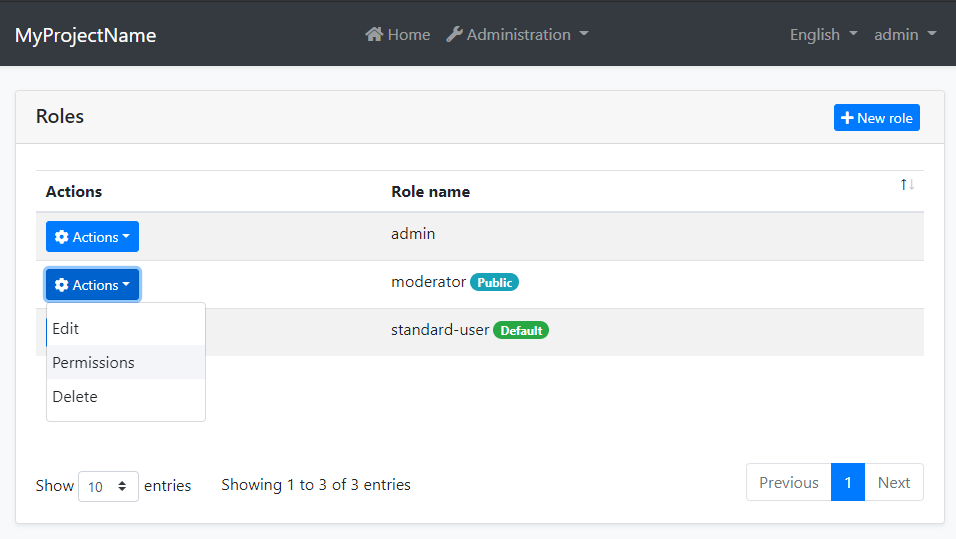 MyProjectName Home Administration English admin
Roles New role
Actions Role name
Actions admin
Actions moderator Public
standard-user Default
Edit
Permissions
Delete
Show 10 entries Showing 1 to 3 of 3 entries Previous 1 Next